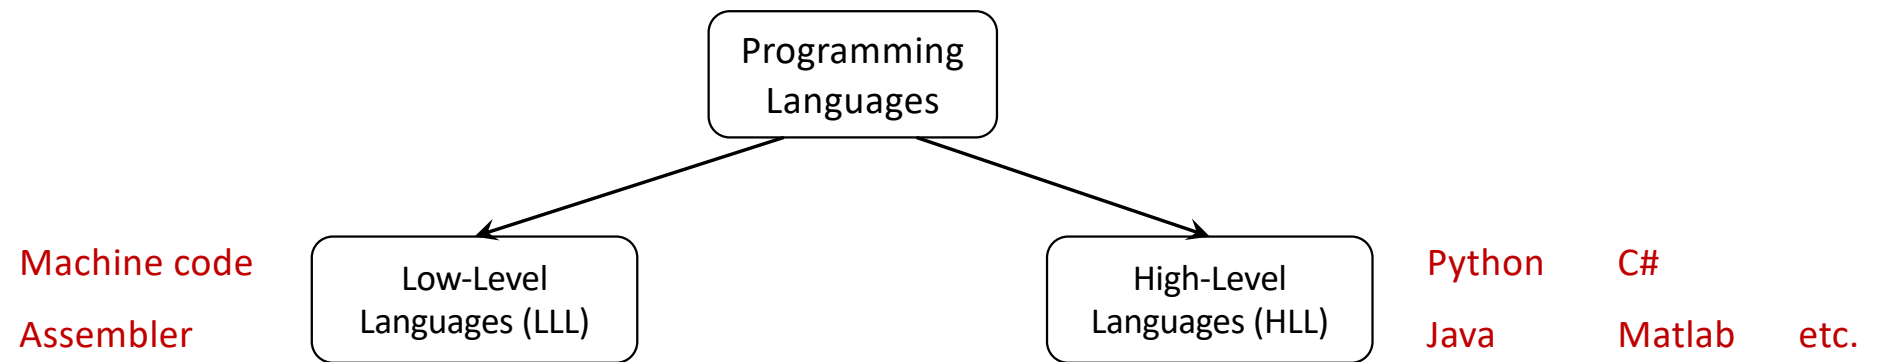 Programming
Languages
Machine code
Assembler
Low-Level
Languages (LLL)
High-Level
Languages (HLL)
Python C#
Java Matlab etc.